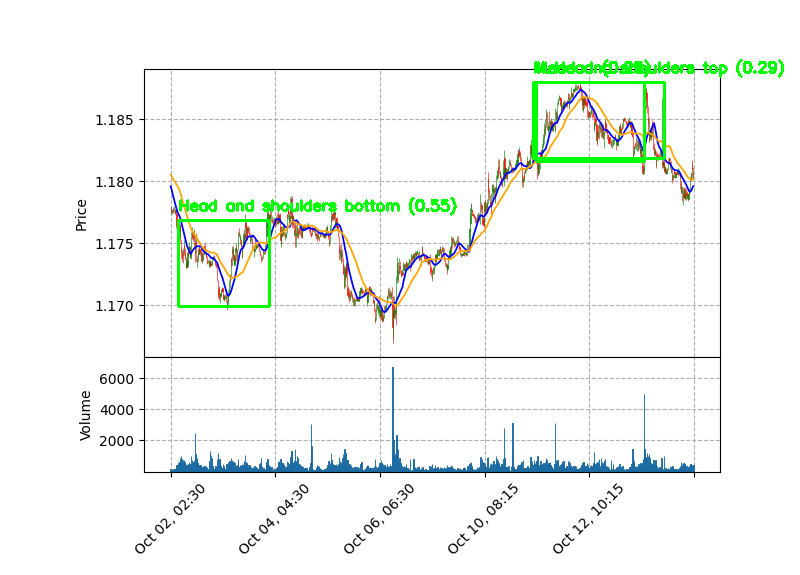 Head and shoulders top (0.29)
1.185
1.180
Price
Head and shoulders bottom (0.55)
1.175
1.170
6000
Volume
4000
2000
Oct 02, 02:30
Oct 04, 04:30
Oct 06, 06:30
Oct 10, 08:15
Oct 12, 10:15